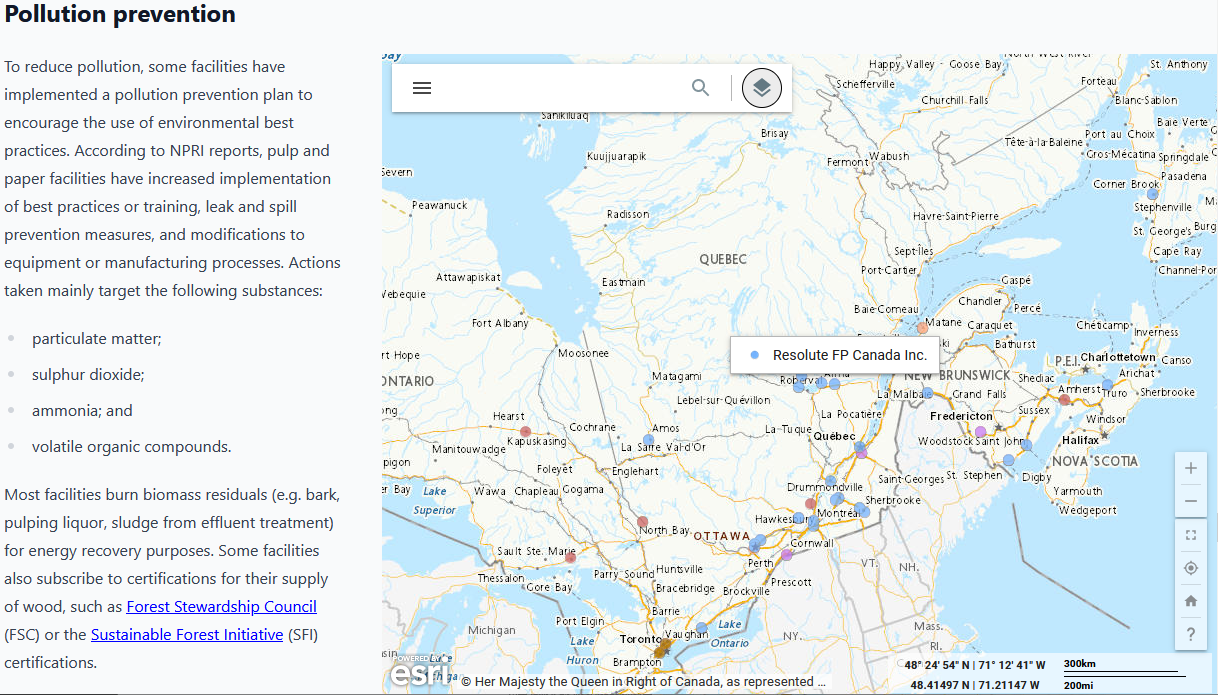 Pollution prevention
To reduce pollution, some facilities have
implemented a pollution prevention plan to
encourage the use of environmental best
practices. According to NPRI reports, pulp and
paper facilities have increased implementation
of best practices or training, leak and spill
prevention measures, and modifications to
equipment or manufacturing processes. Actions
taken mainly target the following substances:
particulate matter;
sulphur dioxide;
ammonia; and
volatile organic compounds.
Most facilities burn biomass residuals (e.g. bark,
pulping liquor, sludge from effluent treatment)
for energy recovery purposes. Some facilities
also subscribe to certifications for their supply
of wood, such as Forest Stewardship Council
(FSC) or the Sustainable Forest Initiative (SFI)
certifications.
Happy Valley - Goose Bay
St. Anthony
Schefferville
Forteau
Churchill Falls
Blanc-Sablon
Sanikiluaq
Baie Verte
Brisay
Port au Choix
Tête-à-la-Baleine
Kuujjuarapik
Fermont
Wabush
Gros-Mécatina
Springdale
Severn
Pasadena
Corner Brook
Peawanuck
Radisson
Havre-Saint-Pierre
Stephenville
St. George's
Burg
QUEBEC
Sept-Îles
Cape Ray
Port-Cartier
Channel-Por
Attawapiskat
Eastmain
Gaspé
Webequie
Chandler
Percé
Baie-Comeau
Fort Albany
Matane
Caraquet
Chéticamp
Inverness
Bathurst
rt Hope
Moosonee
Resolute FP Canada Inc.
P.E.I.
Charlottetown
Canso
ONTARIO
Matagami
Roberval
Alma
NEW BRUNSWICK
Shediac
Arichat
La Malbaie
Grand Falls
Amherst
Truro
Sherbrooke
Lebel-sur-Quévillon
Hearst
La Pocatière
Fredericton
Sussex
Windsor
Cochrane
Amos
La-Tuque
Kapuskasing
Québec
Woodstock
Saint John
Halifax
Manitouwadge
La Sarre
Val-d'Or
NOVA SCOTIA
pigon
Foleyet
Englehart
Saint-Georges
St. Stephen
Digby
er Bay
Lake
Superior
Wawa
Chapleau
Gogama
Drummondville
Yarmouth
Sherbrooke
Wedgeport
Montréal
Hawkesbury
North Bay
OTTAWA
Cornwall
Sault Ste. Marie
Perth
VT.
NH.
Thessalon
Parry Sound
Huntsville
Prescott
Gore Bay
Bracebridge
Brockville
Barrie
Port Elgin
Michigan
Lake
Ontario
Mass.
Toronto
Vaughan
NY.
Lake
Huron
R.I.
Brampton
POWERED BY
esri
© Her Majesty the Queen in Right of Canada, as represented ...
48° 24' 54" N | 71° 12' 41" W
300km
48.41497 N | 71.21147 W
200mi